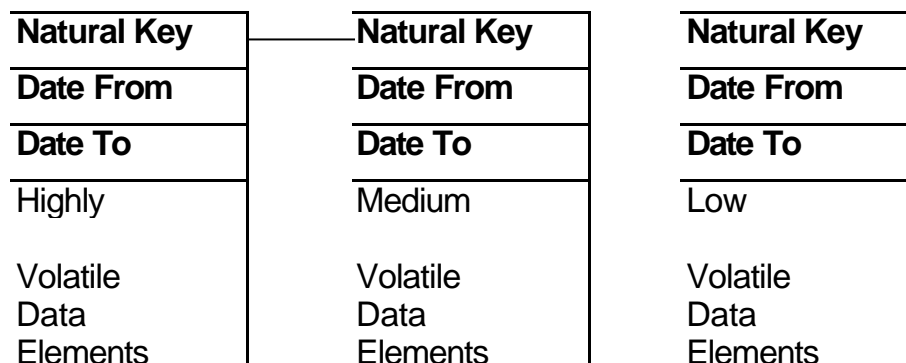 Natural Key Natural Key Natural Key
Date From Date From Date From
Date To Date To Date To
Highly Medium Low
Volatile Volatile Volatile
Data Data Data
Elements Elements Elements